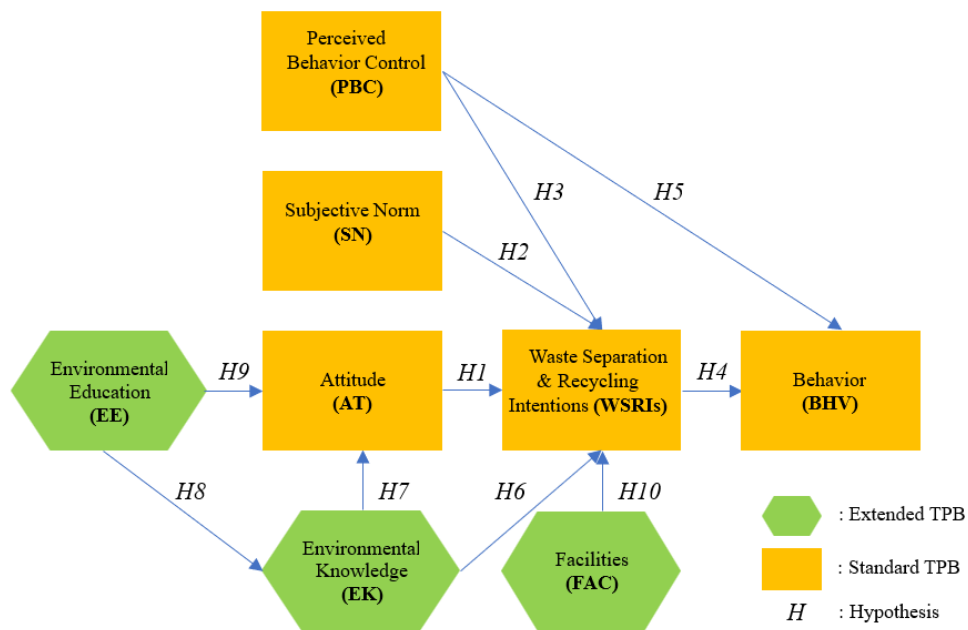 Perceived
Behavior Control
(PBC)
H3
H5
Subjective Norm
(SN)
H2
Environmental
Education
(EE)
H9
Attitude
(AT)
H1
Waste Separation
& Recycling
Intentions (WSRIs)
H4
Behavior
(BHV)
H8
H7
H6
H10
Environmental
Knowledge
(EK)
Facilities
(FAC)
: Extended TPB
: Standard TPB
H : Hypothesis